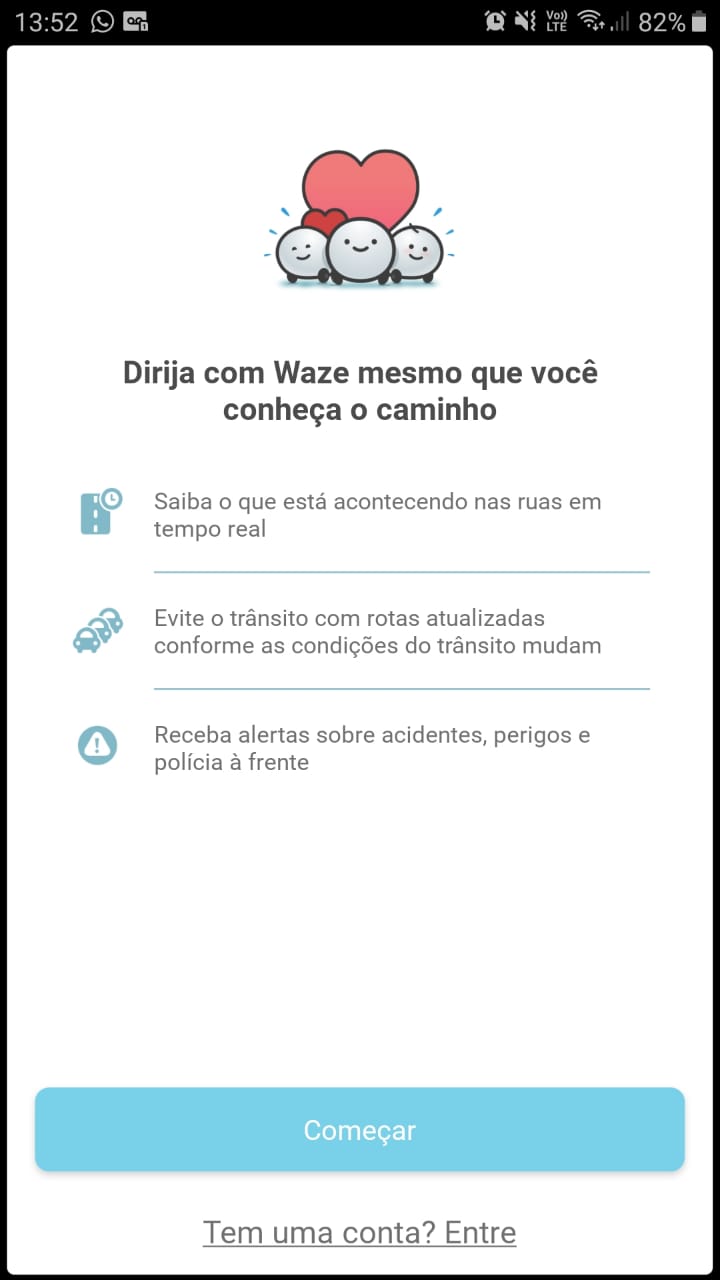 13:52 Vo) LTE 82%
Dirija com Waze mesmo que você
conheça o caminho
Saiba o que está acontecendo nas ruas em
tempo real
Evite o trânsito com rotas atualizadas
conforme as condições do trânsito mudam
Receba alertas sobre acidentes, perigos e
polícia à frente
Começar
Tem uma conta? Entre